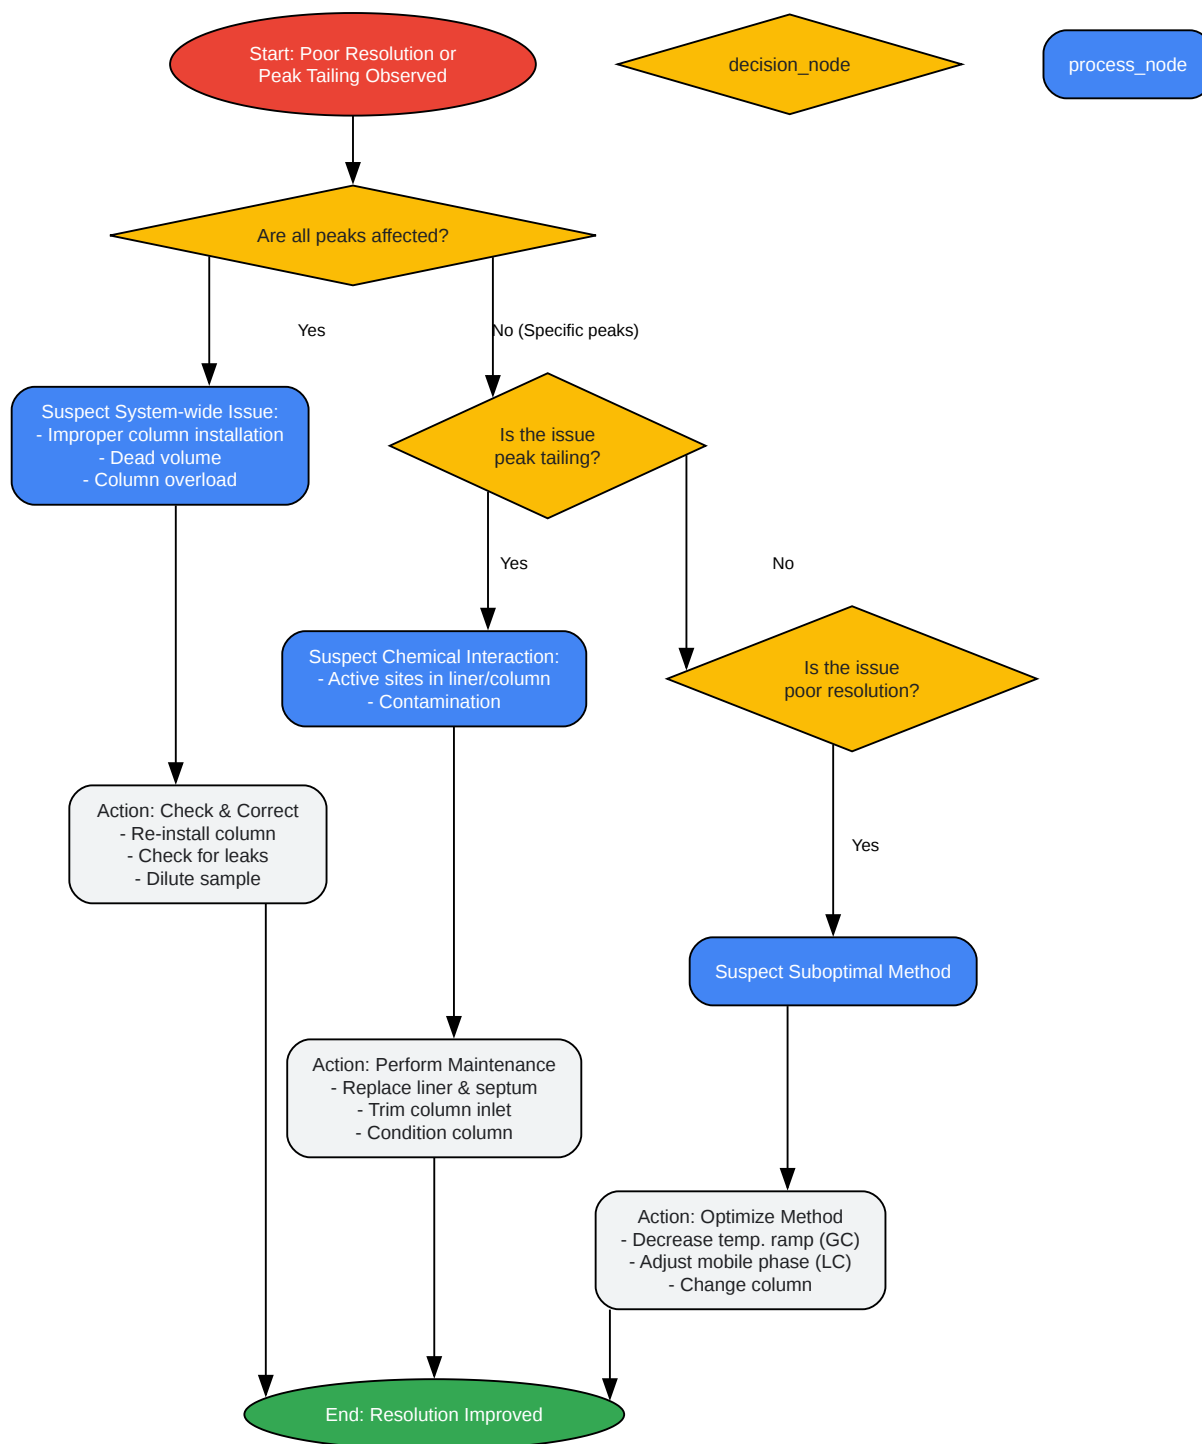 Start: Poor Resolution or
Peak Tailing Observed
decision_node
process_node
Are all peaks affected?
Yes
No (Specific peaks)
Suspect System-wide Issue:
- Improper column installation
- Dead volume
- Column overload
Is the issue
peak tailing?
Yes
No
Suspect Chemical Interaction:
- Active sites in liner/column
- Contamination
Is the issue
poor resolution?
Action: Check & Correct
- Re-install column
- Check for leaks
- Dilute sample
Yes
Suspect Suboptimal Method
Action: Perform Maintenance
- Replace liner & septum
- Trim column inlet
- Condition column
Action: Optimize Method
- Decrease temp. ramp (GC)
- Adjust mobile phase (LC)
- Change column
End: Resolution Improved